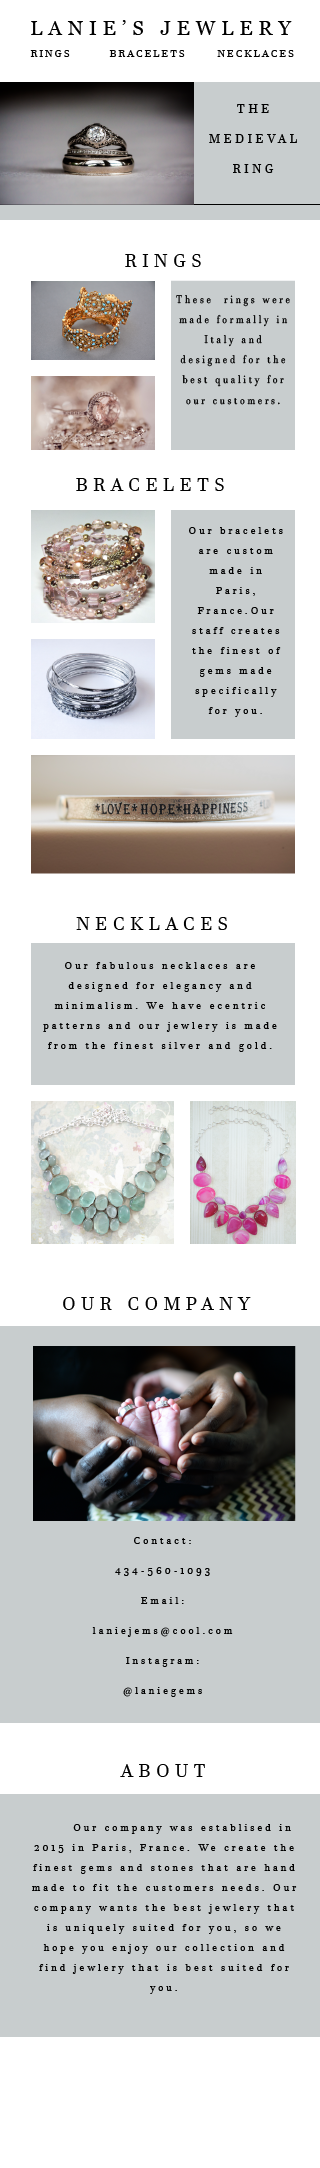 LANIE'S JEWLERY
RINGS BRACELETS NECKLACES
THE
MEDIEVAL
RING
RINGS
These rings were
made formally in
Italy and
designed for the
best quality for
our customers.
BRACELETS
Our bracelets
are custom
made in
Paris,
France.Our
staff creates
the finest of
gems made
specifically
for you.
*LOVE*HOPE*HAPPINESS
NECKLACES
Our fabulous necklaces are
designed for elegancy and
minimalism. We have ecentric
patterns and our jewlery is made
from the finest silver and gold.
OUR COMPANY
Contact:
434-560-1093
Email:
laniejems@cool.com
Instagram:
@laniegems
ABOUT
Our company was establised in
2015 in Paris, France. We create the
finest gems and stones that are hand
made to fit the customers needs. Our
company wants the best jewlery that
is uniquely suited for you, so we
hope you enjoy our collection and
find jewlery that is best suited for
you.